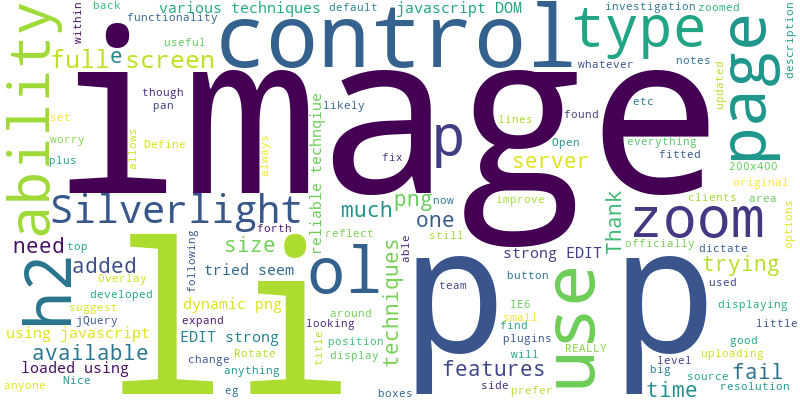 back
various techniques
default
javascript DOM
investigation
zoomed
ability
within
functionality
control
type
page
description
useful
full screen
e
image
whatever
notes
updated
though
pan
likely
found
etc
set
allows
Define
always
reliable technqiue
p
lines
Open
everything
worry
plus
fix
server
fitted
200x400
original
Silverlight
png
now
improve
clients
area
much
one
Thank
zoom
options
need
top
size
forth
reflect
still
officially
dictate
h2
added
following
tried seem
ol
techniques
able
strong EDIT
trying
Overlay
li
pp
button
use
used
developed
suggest
dynamic png
team
IE6
displaying
jQuery
expand
looking
around
small
little
using javascript
EDIT strong
title
position
find
plugins
good
available
change
Rotate
display
will
REALLY
uploading
loaded using
anything
features
level
big
source
fail
anyone
Nice
eg
boxes
side
prefer
time
resolution